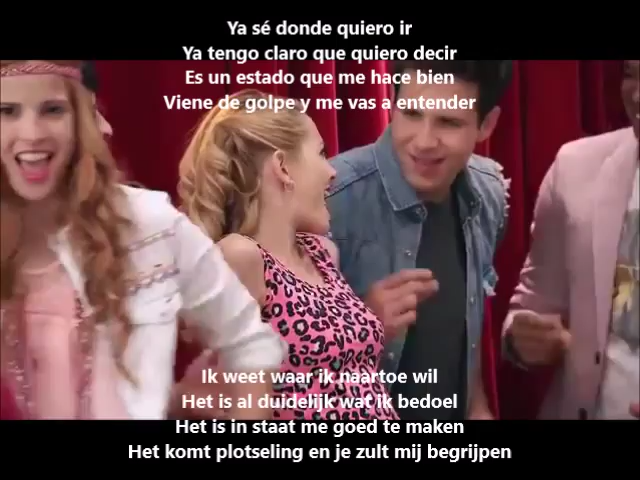 Ya sé donde quiero ir
Ya tengo claro que quiero decir
Es un estado que me hace bien
Viene de golpe y me vas a entender
Ik weet waar ik naartoe wil
Het is al duidelijk wat ik bedoel
Het is in staat me goed te maken
Het komt plotseling en je zult mij begrijpen